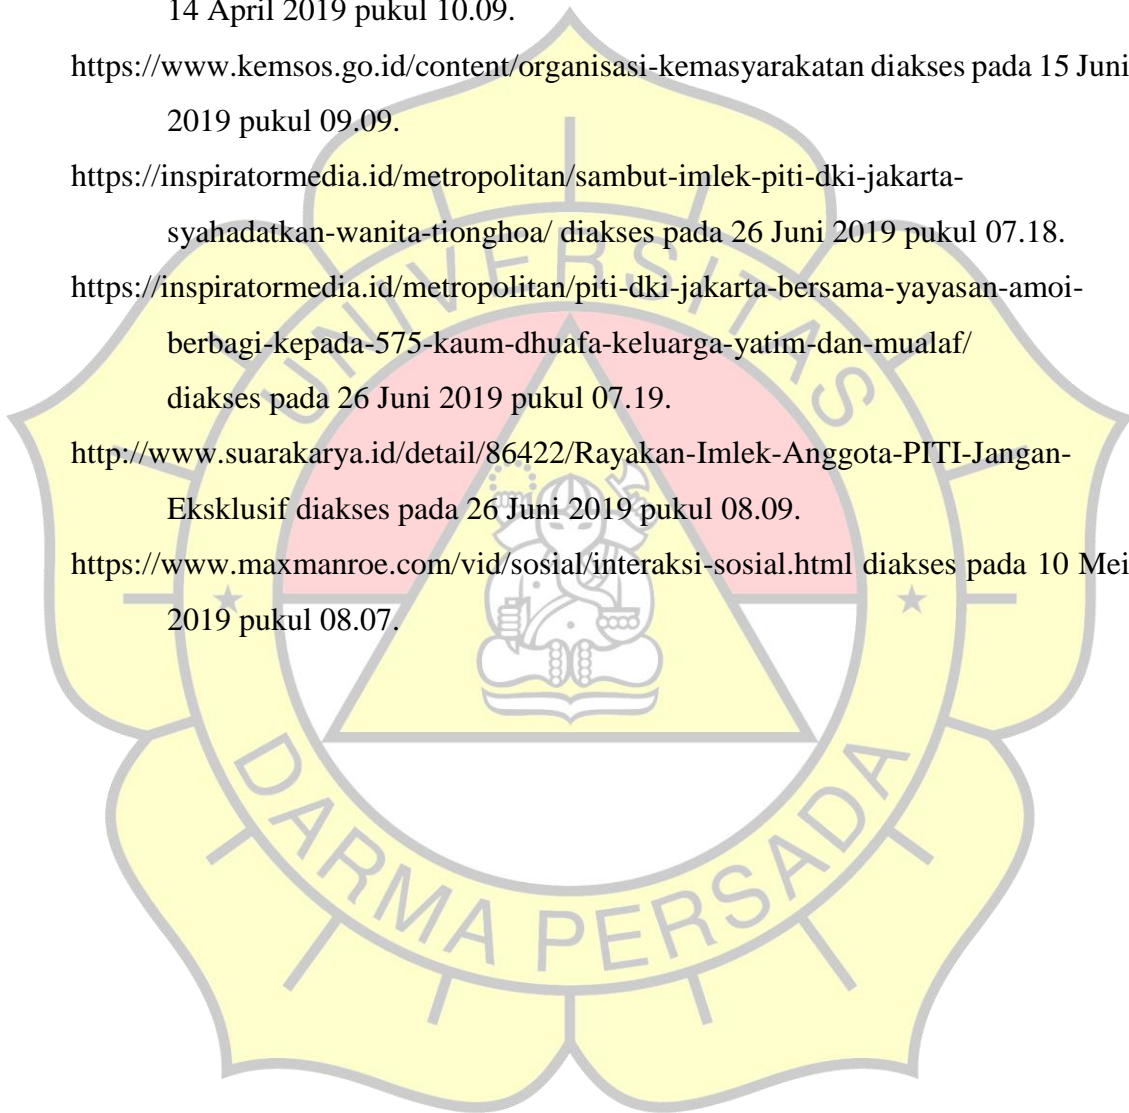 14 April 2019 pukul 10.09.
https://www.kemsos.go.id/content/organisasi-kemasyarakatan diakses pada 15 Juni
2019 pukul 09.09.
https://inspiratormedia.id/metropolitan/sambut-imlek-piti-dki-jakarta-
syahadatkan-wanita-tionghoa/ diakses pada 26 Juni 2019 pukul 07.18.
https://inspiratormedia.id/metropolitan/piti-dki-jakarta-bersama-yayasan-amoi-
berbagi-kepada-575-kaum-dhuafa-keluarga-yatim-dan-mualaf/
diakses pada 26 Juni 2019 pukul 07.19.
http://www.suarakarya.id/detail/86422/Rayakan-Imlek-Anggota-PITI-Jangan-
Eksklusif diakses pada 26 Juni 2019 pukul 08.09.
https://www.maxmanroe.com/vid/sosial/interaksi-sosial.html diakses pada 10 Mei
2019 pukul 08.07.
UNIVERSITAS
DARMA PERSADA